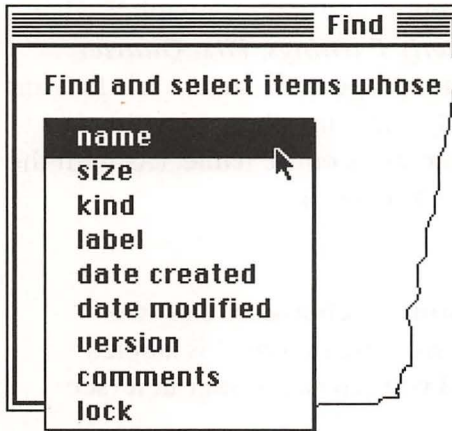 Find
Find and select items whose
name
size
kind
label
date created
date modified
version
comments
lock